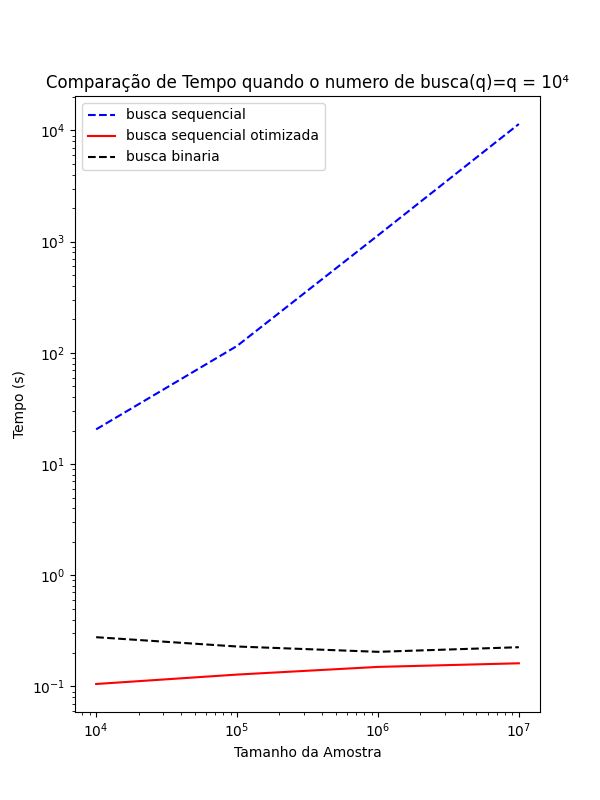 Comparação de Tempo quando o numero de busca(q)=q = 10⁴
busca sequencial
busca sequencial otimizada
busca binaria
10⁴
10³
10²
10¹
10⁰
10⁻¹
Tempo (s)
10⁴ 10⁵ 10⁶ 10⁷
Tamanho da Amostra